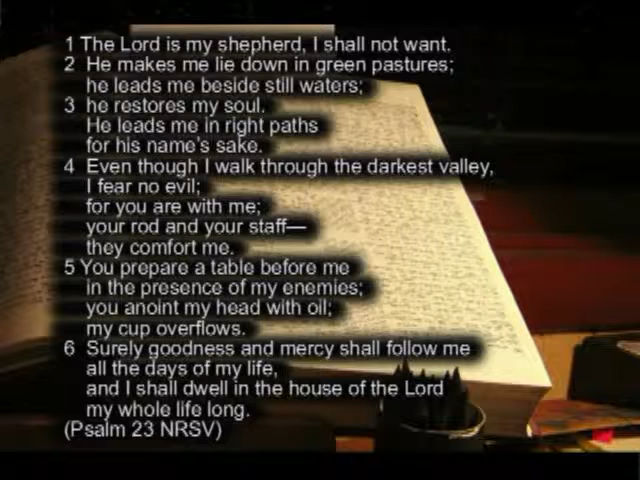 1 The Lord is my shepherd, I shall not want.
2 He makes me lie down in green pastures;
he leads me beside still waters;
3 he restores my soul.
He leads me in right paths
for his name's sake.
4 Even though I walk through the darkest valley,
I fear no evil;
for you are with me;
your rod and your staff—
they comfort me.
5 You prepare a table before me
in the presence of my enemies;
you anoint my head with oil;
my cup overflows.
6 Surely goodness and mercy shall follow me
all the days of my life,
and I shall dwell in the house of the Lord
my whole life long.
(Psalm 23 NRSV)